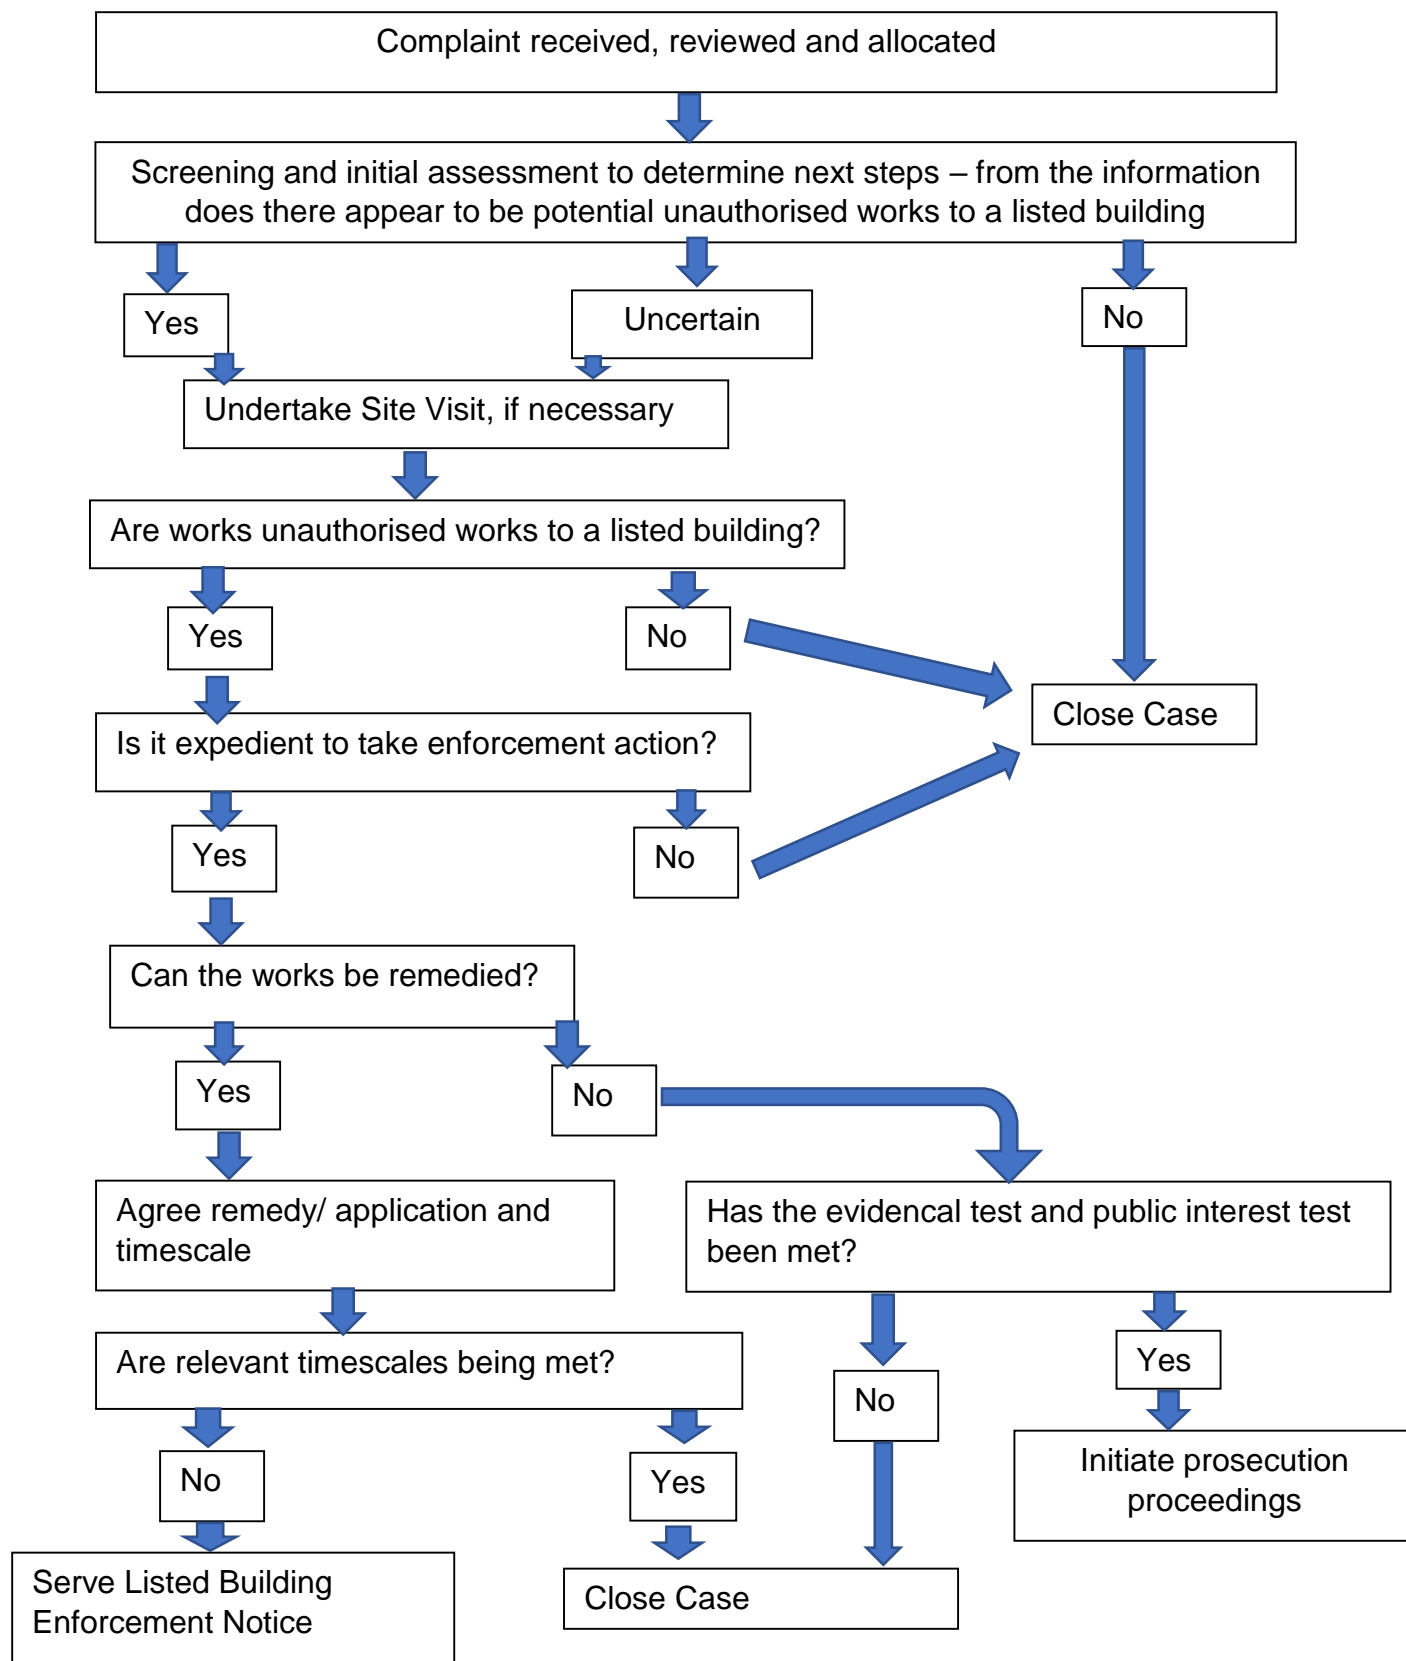 Complaint received, reviewed and allocated
Screening and initial assessment to determine next steps – from the information
does there appear to be potential unauthorised works to a listed building
Yes
Uncertain
No
Undertake Site Visit, if necessary
Are works unauthorised works to a listed building?
Yes
No
Close Case
Is it expedient to take enforcement action?
Yes
No
Can the works be remedied?
Yes
No
Agree remedy/ application and
timescale
Has the evidencal test and public interest test
been met?
Are relevant timescales being met?
Yes
No
No
Yes
Initiate prosecution
proceedings
Serve Listed Building
Enforcement Notice
Close Case